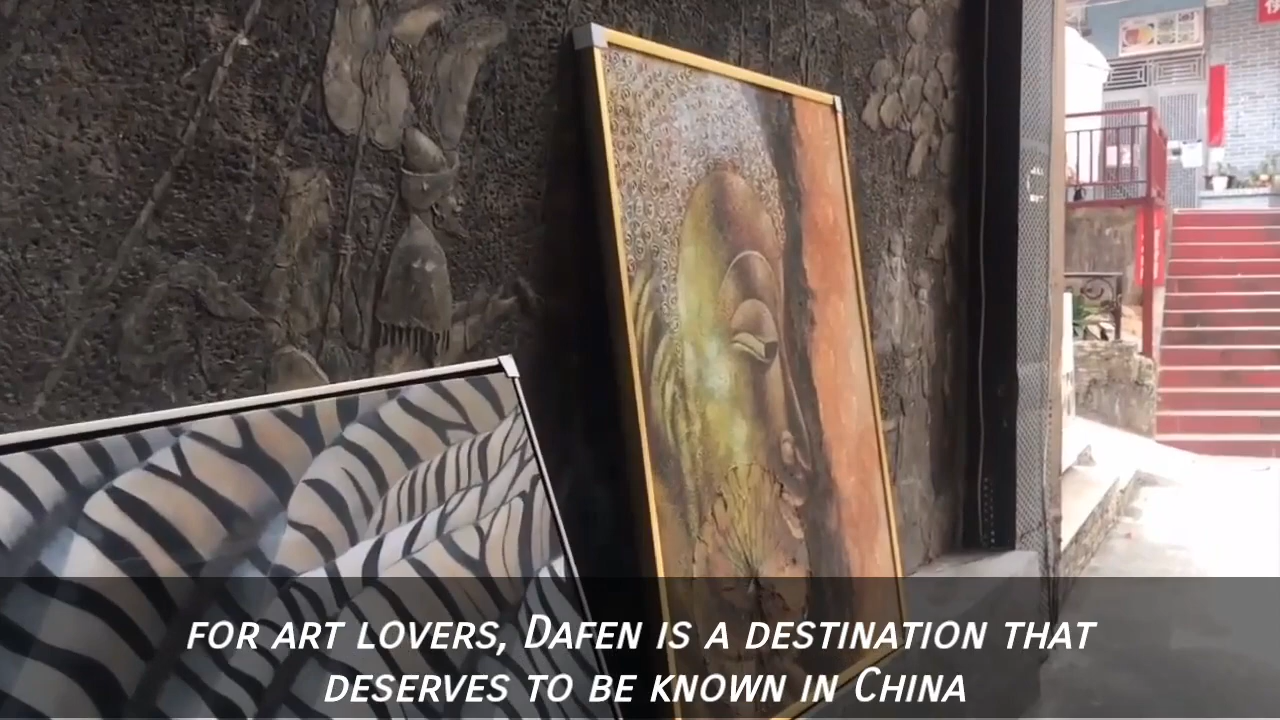 for art lovers, Dafen is a destination that
deserves to be known in China